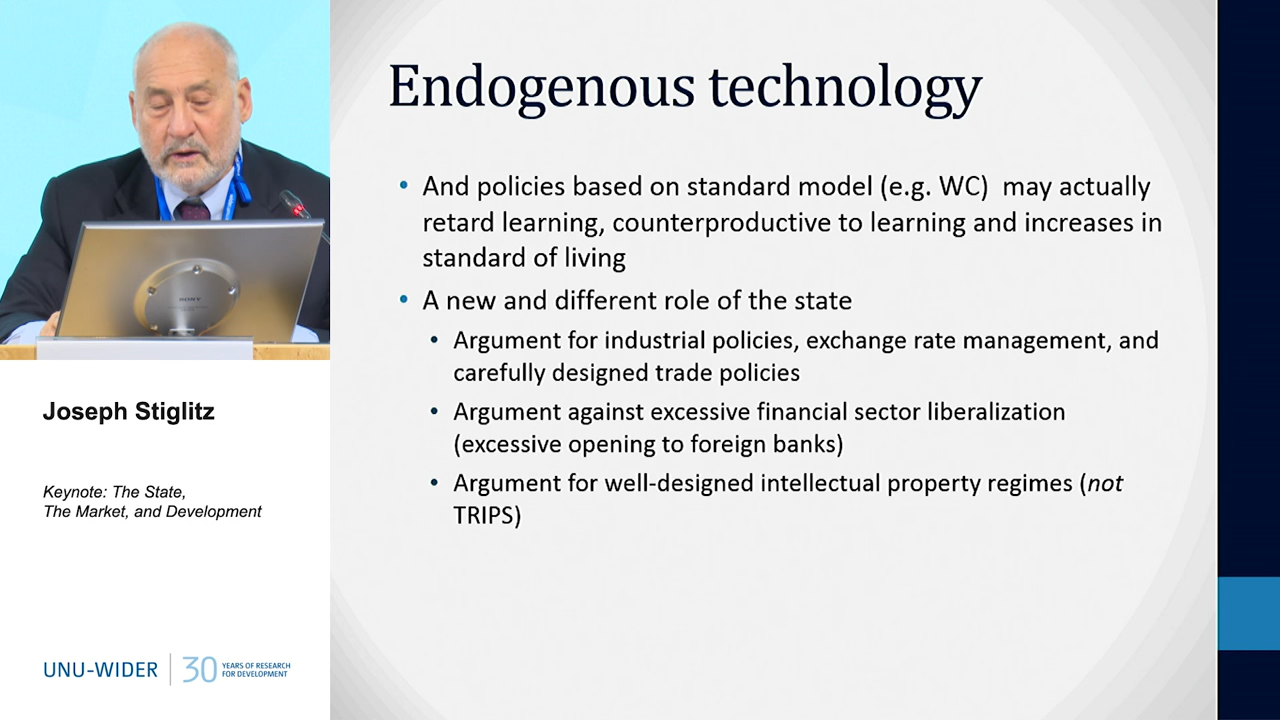 Endogenous technology
• And policies based on standard model (e.g. WC) may actually
retard learning, counterproductive to learning and increases in
standard of living
• A new and different role of the state
• Argument for industrial policies, exchange rate management, and
carefully designed trade policies
• Argument against excessive financial sector liberalization
(excessive opening to foreign banks)
• Argument for well-designed intellectual property regimes (not
TRIPS)
SONY
Joseph Stiglitz
Keynote: The State,
The Market, and Development
UNU-WIDER
30
YEARS OF RESEARCH
FOR DEVELOPMENT